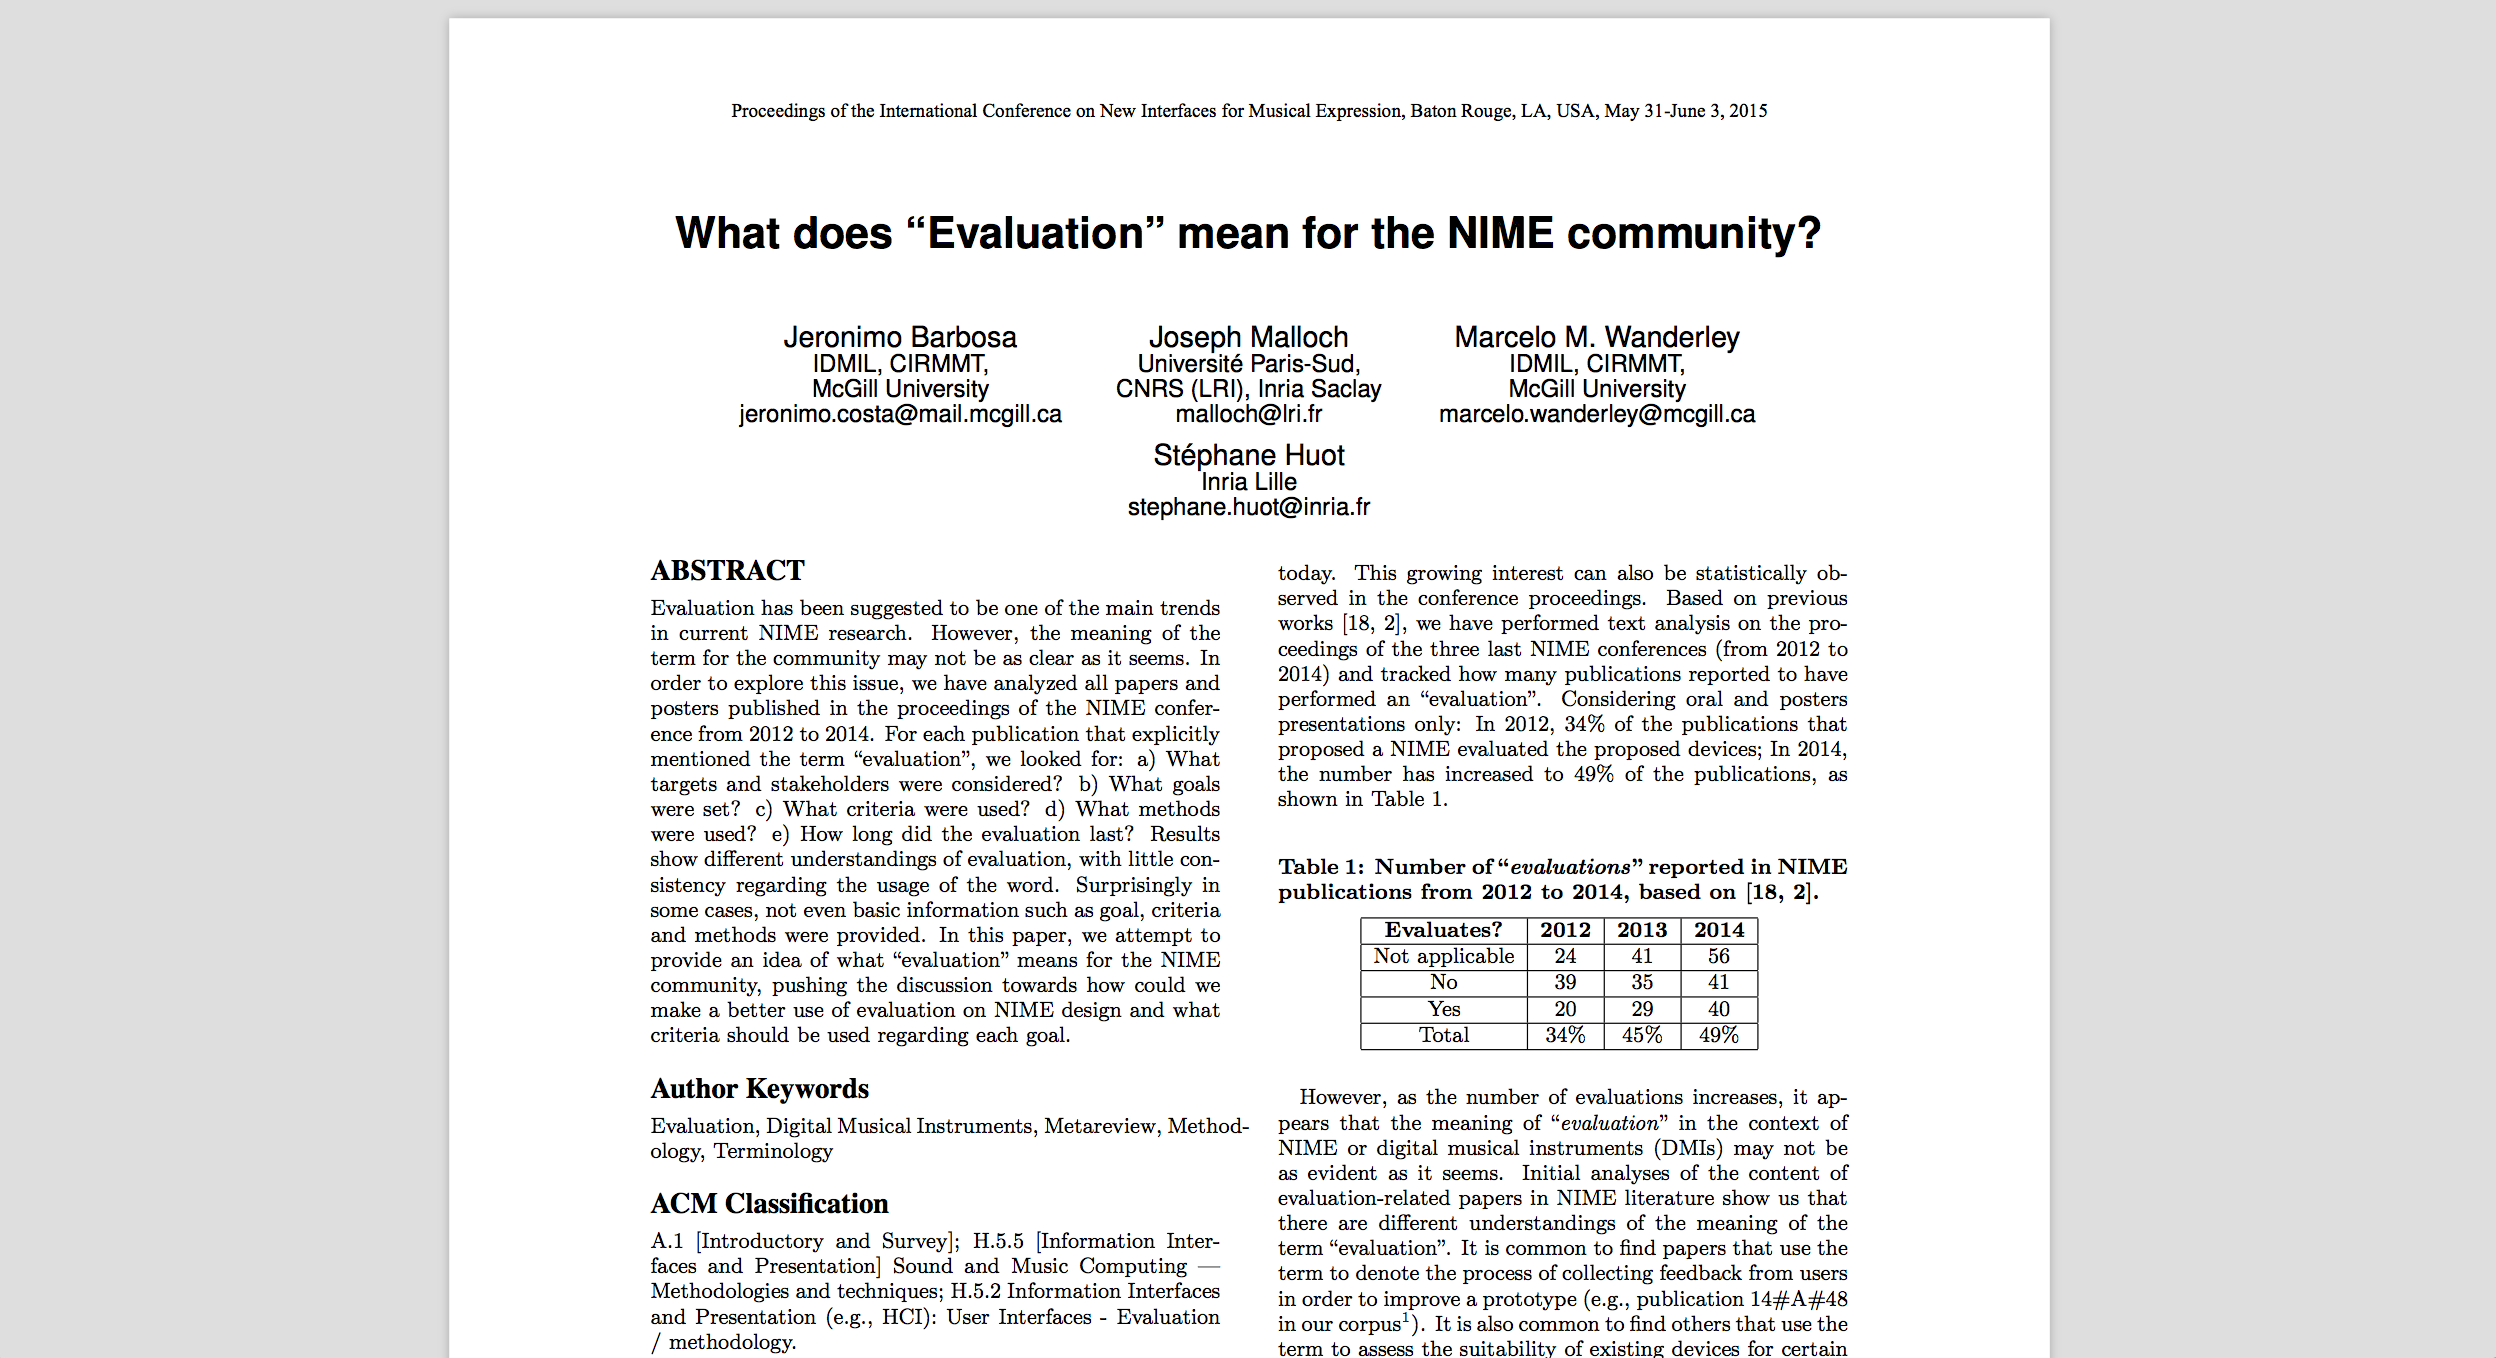 Proceedings of the International Conference on New Interfaces for Musical Expression, Baton Rouge, LA, USA, May 31-June 3, 2015
What does “Evaluation” mean for the NIME community?
Jeronimo Barbosa
IDMIL, CIRMMT,
McGill University
jeronimo.costa@mail.mcgill.ca
Joseph Malloch
Université Paris-Sud,
CNRS (LRI), Inria Saclay
malloch@lri.fr
Marcelo M. Wanderley
IDMIL, CIRMMT,
McGill University
marcelo.wanderley@mcgill.ca
Stéphane Huot
Inria Lille
stephane.huot@inria.fr
ABSTRACT
Evaluation has been suggested to be one of the main trends
in current NIME research. However, the meaning of the
term for the community may not be as clear as it seems. In
order to explore this issue, we have analyzed all papers and
posters published in the proceedings of the NIME confer-
ence from 2012 to 2014. For each publication that explicitly
mentioned the term “evaluation”, we looked for: a) What
targets and stakeholders were considered? b) What goals
were set? c) What criteria were used? d) What methods
were used? e) How long did the evaluation last? Results
show different understandings of evaluation, with little con-
sistency regarding the usage of the word. Surprisingly in
some cases, not even basic information such as goal, criteria
and methods were provided. In this paper, we attempt to
provide an idea of what “evaluation” means for the NIME
community, pushing the discussion towards how could we
make a better use of evaluation on NIME design and what
criteria should be used regarding each goal.
Author Keywords
Evaluation, Digital Musical Instruments, Metareview, Method-
ology, Terminology
ACM Classification
A.1 [Introductory and Survey]; H.5.5 [Information Inter-
faces and Presentation] Sound and Music Computing —
Methodologies and techniques; H.5.2 Information Interfaces
and Presentation (e.g., HCI): User Interfaces - Evaluation
/ methodology.
today. This growing interest can also be statistically ob-
served in the conference proceedings. Based on previous
works [18, 2], we have performed text analysis on the pro-
ceedings of the three last NIME conferences (from 2012 to
2014) and tracked how many publications reported to have
performed an “evaluation”. Considering oral and posters
presentations only: In 2012, 34% of the publications that
proposed a NIME evaluated the proposed devices; In 2014,
the number has increased to 49% of the publications, as
shown in Table 1.
Table 1: Number of “evaluations” reported in NIME
publications from 2012 to 2014, based on [18, 2].
Evaluates? 2012 2013 2014
Not applicable 24 41 56
No 39 35 41
Yes 20 29 40
Total 34% 45% 49%
However, as the number of evaluations increases, it ap-
pears that the meaning of “evaluation” in the context of
NIME or digital musical instruments (DMIs) may not be
as evident as it seems. Initial analyses of the content of
evaluation-related papers in NIME literature show us that
there are different understandings of the meaning of the
term “evaluation”. It is common to find papers that use the
term to denote the process of collecting feedback from users
in order to improve a prototype (e.g., publication 14#A#48
in our corpus1). It is also common to find others that use the
term to assess the suitability of existing devices for certain